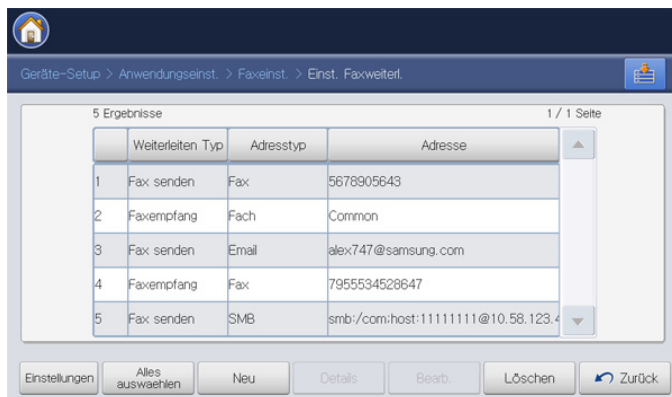 Geräte-Setup > Anwendungseinst. > Faxeinst. > Einst. Faxweiterl.
5 Ergebnisse 1 / 1 Seite
Weiterleiten Typ Adresstyp Adresse
1 Fax senden Fax 5678905643
2 Faxempfang Fach Common
3 Fax senden Email alex747@samsung.com
4 Faxempfang Fax 7955534528647
5 Fax senden SMB smb:/com:host:11111111@10.58.123.4
Einstellungen Alles auswaehlen Neu Details Bearb. Löschen Zurück